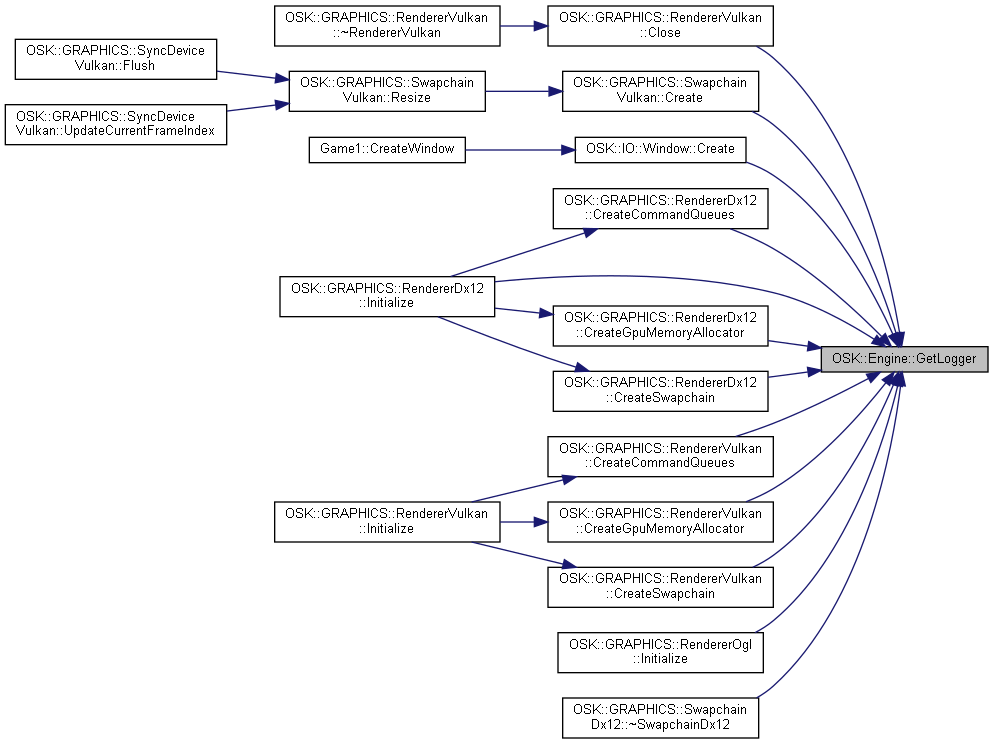 OSK::GRAPHICS::RendererVulkan
::~RendererVulkan
OSK::GRAPHICS::RendererVulkan
::Close
OSK::GRAPHICS::SyncDevice
Vulkan::Flush
OSK::GRAPHICS::Swapchain
Vulkan::Resize
OSK::GRAPHICS::Swapchain
Vulkan::Create
OSK::GRAPHICS::SyncDevice
Vulkan::UpdateCurrentFrameIndex
Game1::CreateWindow
OSK::IO::Window::Create
OSK::GRAPHICS::RendererDx12
::CreateCommandQueues
OSK::GRAPHICS::RendererDx12
::Initialize
OSK::GRAPHICS::RendererDx12
::CreateGpuMemoryAllocator
OSK::Engine::GetLogger
OSK::GRAPHICS::RendererDx12
::CreateSwapchain
OSK::GRAPHICS::RendererVulkan
::CreateCommandQueues
OSK::GRAPHICS::RendererVulkan
::Initialize
OSK::GRAPHICS::RendererVulkan
::CreateGpuMemoryAllocator
OSK::GRAPHICS::RendererVulkan
::CreateSwapchain
OSK::GRAPHICS::RendererOgl
::Initialize
OSK::GRAPHICS::Swapchain
Dx12::~SwapchainDx12